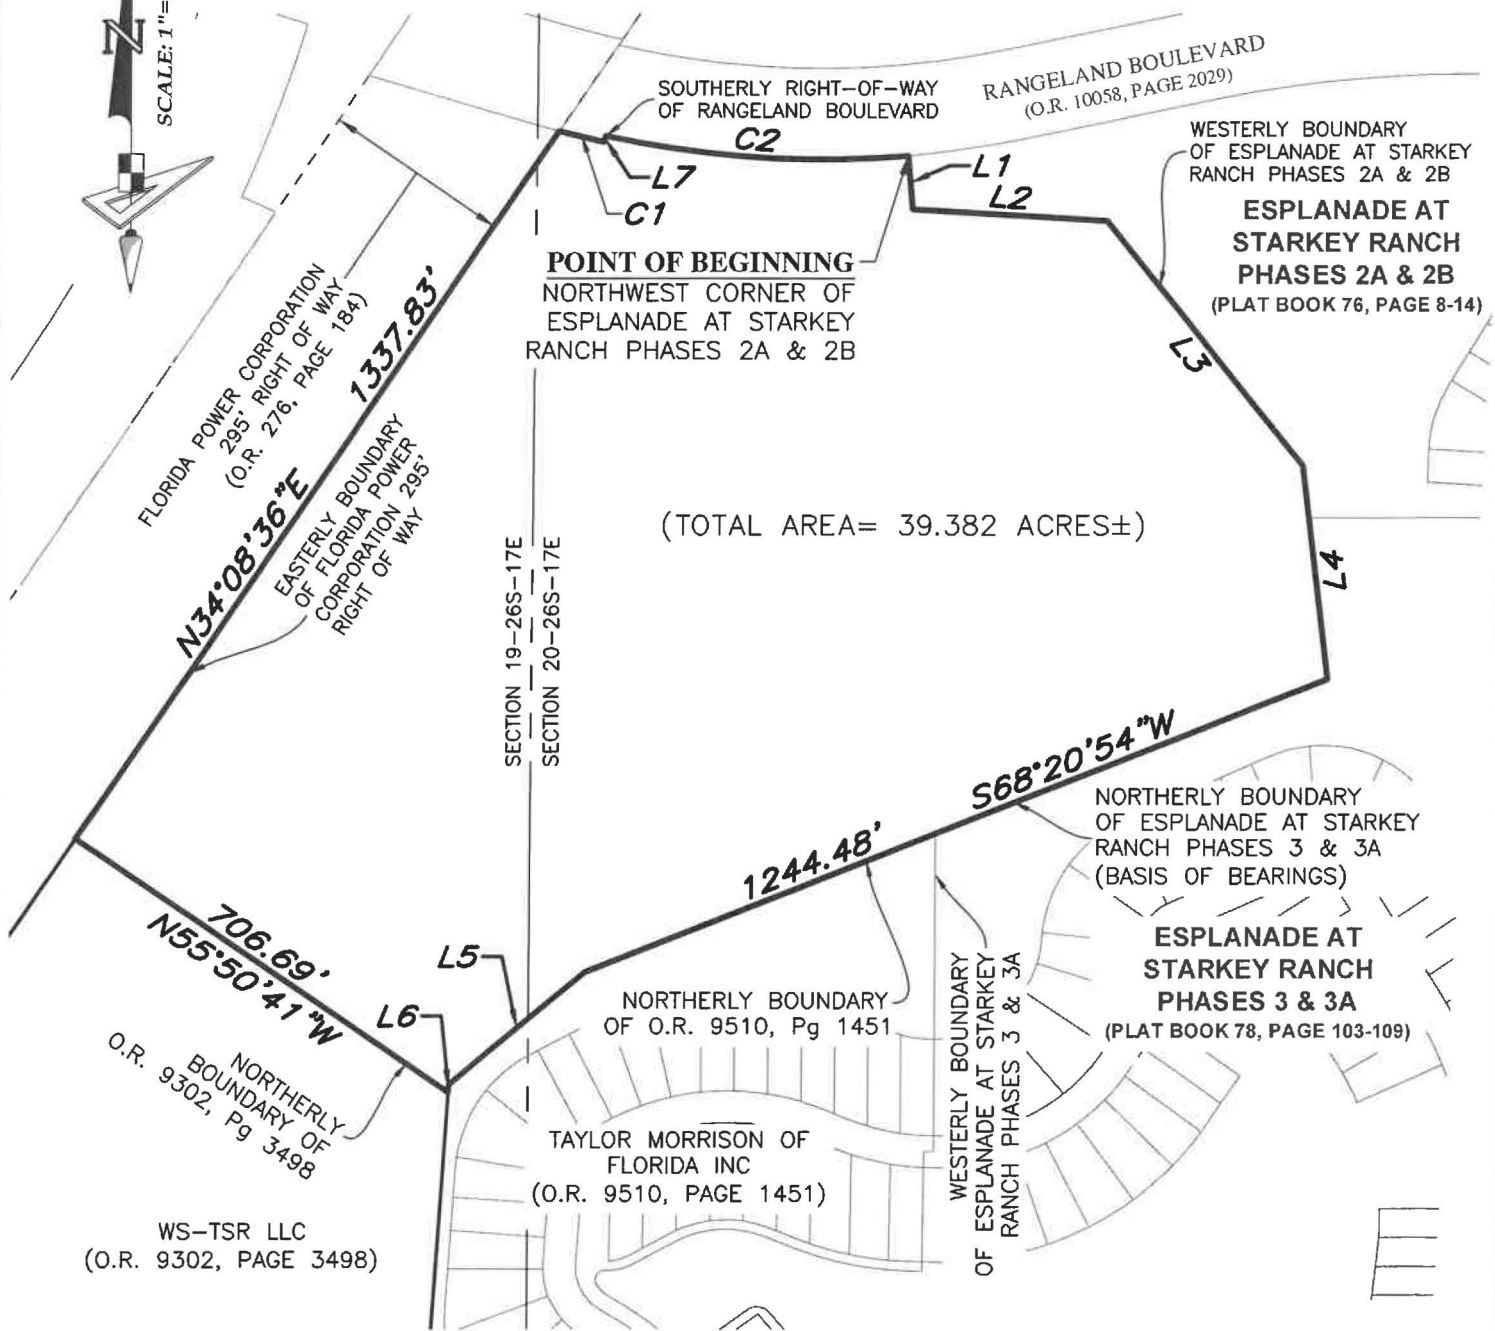 N
SCALE: 1"=
RANGELAND BOULEVARD
(O.R. 10058, PAGE 2029)
SOUTHERLY RIGHT-OF-WAY
OF RANGELAND BOULEVARD
C2
L7
C1
L1
L2
WESTERLY BOUNDARY
OF ESPLANADE AT STARKEY
RANCH PHASES 2A & 2B
ESPLANADE AT
STARKEY RANCH
PHASES 2A & 2B
(PLAT BOOK 76, PAGE 8-14)
POINT OF BEGINNING
NORTHWEST CORNER OF
ESPLANADE AT STARKEY
RANCH PHASES 2A & 2B
FLORIDA POWER CORPORATION
295' RIGHT OF WAY
(O.R. 276, PAGE 184)
1337.83'
N34°08'36"E
EASTERLY BOUNDARY
OF FLORIDA POWER
CORPORATION 295'
RIGHT OF WAY
L3
(TOTAL AREA= 39.382 ACRES±)
L4
SECTION 19-26S-17E
SECTION 20-26S-17E
S68°20'54"W
1244.48'
NORTHERLY BOUNDARY
OF ESPLANADE AT STARKEY
RANCH PHASES 3 & 3A
(BASIS OF BEARINGS)
ESPLANADE AT
STARKEY RANCH
PHASES 3 & 3A
(PLAT BOOK 78, PAGE 103-109)
706.69'
N55°50'41"W
L5
L6
NORTHERLY BOUNDARY
OF O.R. 9510, Pg 1451
WESTERLY BOUNDARY
OF ESPLANADE AT STARKEY
RANCH PHASES 3 & 3A
NORTHERLY
BOUNDARY OF
O.R. 9302, Pg 3498
TAYLOR MORRISON OF
FLORIDA INC
(O.R. 9510, PAGE 1451)
WS-TSR LLC
(O.R. 9302, PAGE 3498)